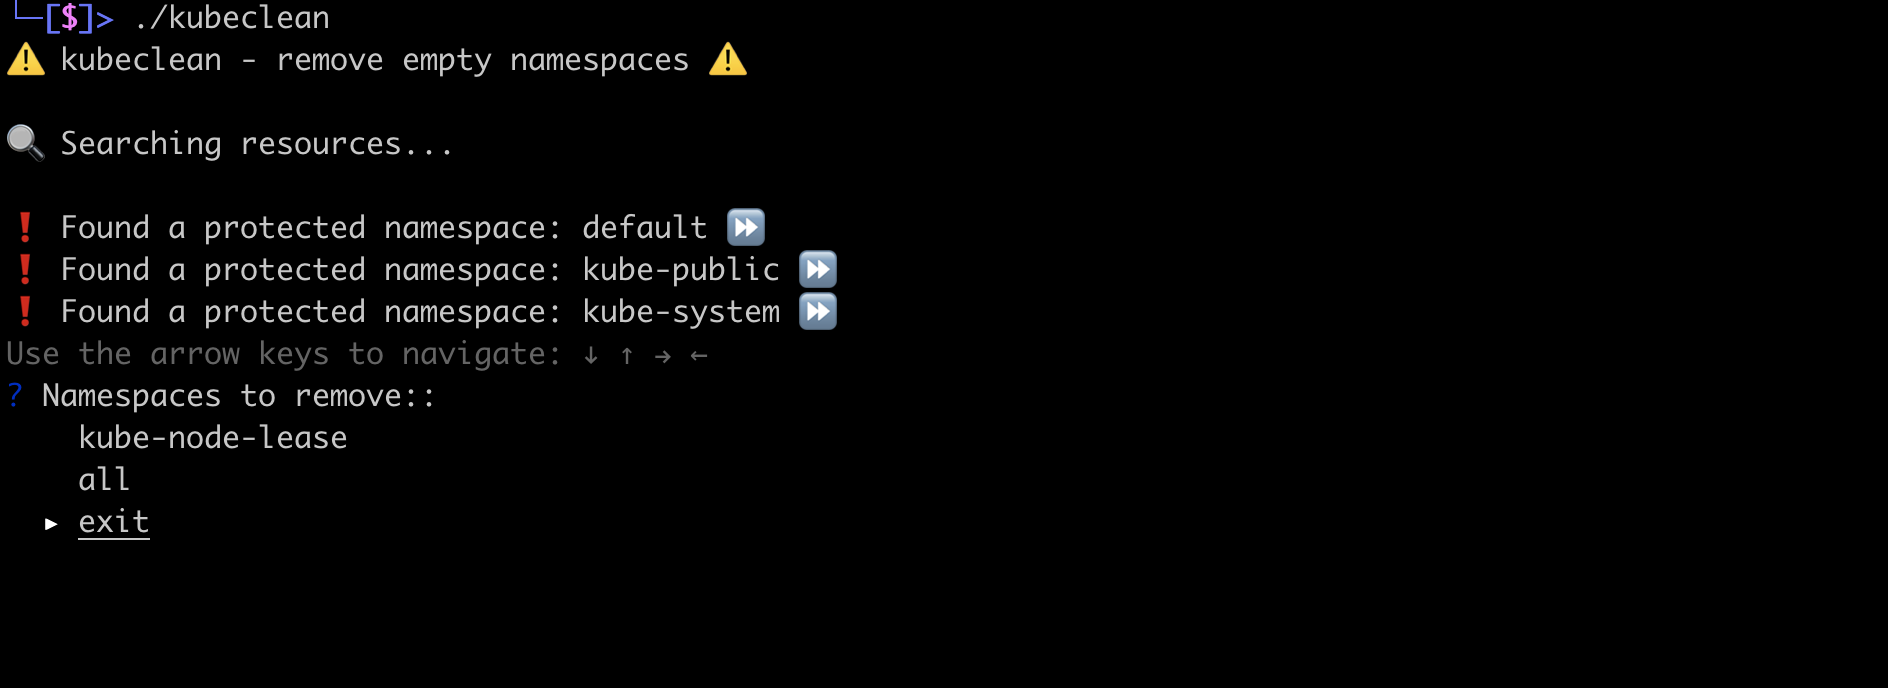 └─[$]> ./kubeclean
⚠️ kubeclean - remove empty namespaces ⚠️
🔍 Searching resources...
❗ Found a protected namespace: default ⏩
❗ Found a protected namespace: kube-public ⏩
❗ Found a protected namespace: kube-system ⏩
Use the arrow keys to navigate: ↓ ↑ → ←
? Namespaces to remove::
kube-node-lease
all
▸ exit